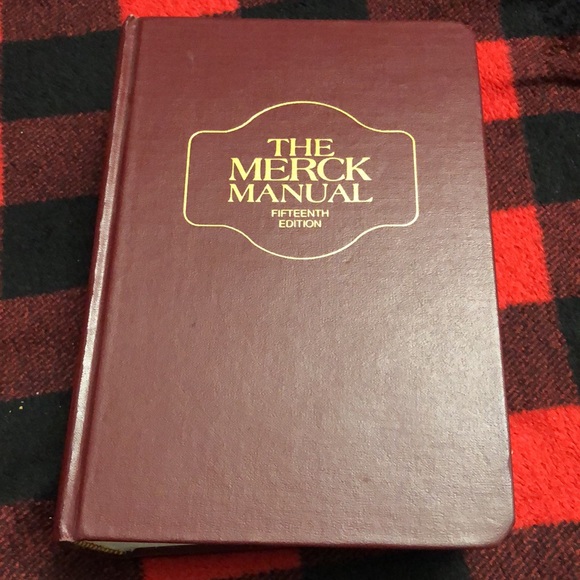 THE
MERCK
MANUAL
FIFTEENTH
EDITION